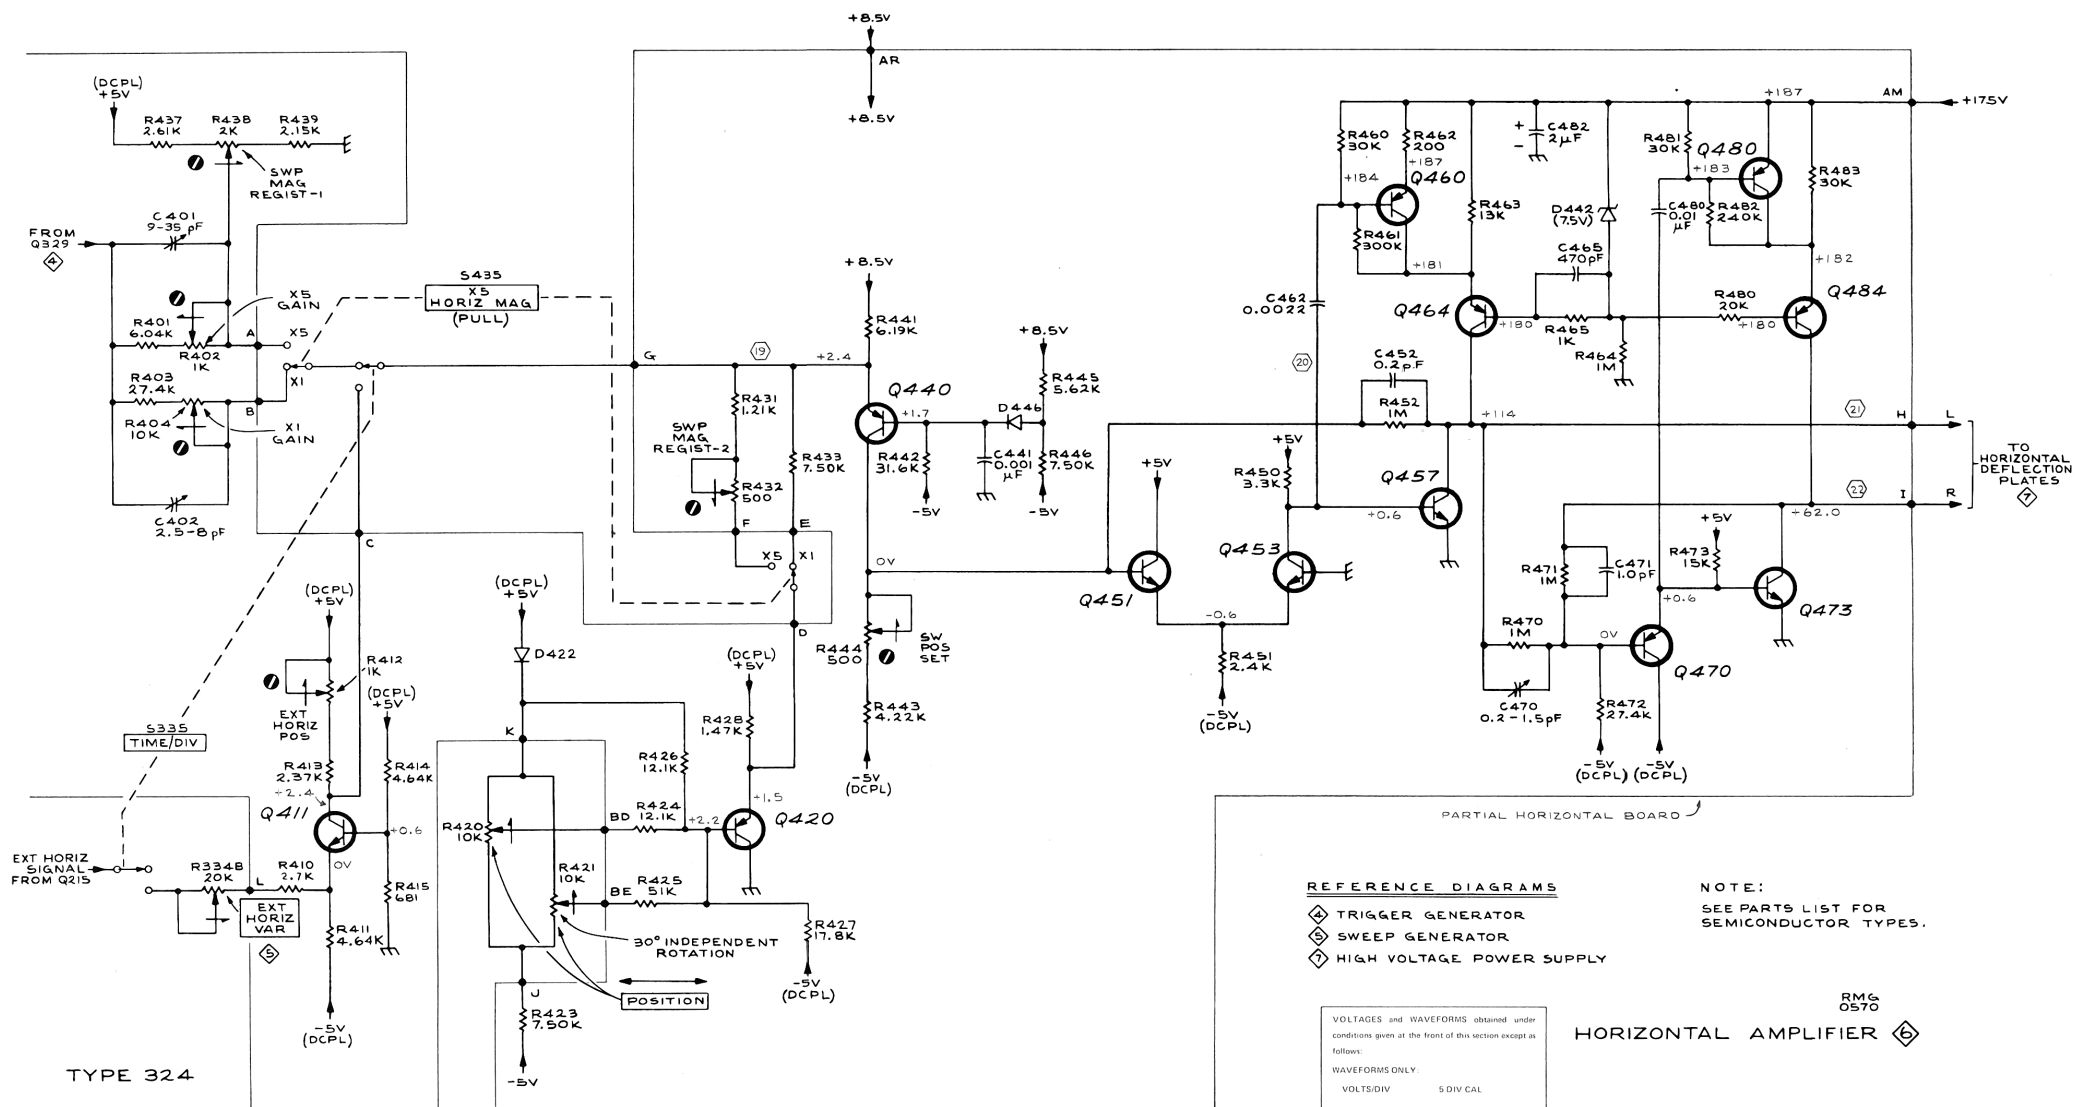 +8.5V
AR
+8.5V
(DCPL)
+5V
R437
2.61K
R438
2K
R439
2.15K
SWP
MAG
REGIST-1
C401
9-35 pF
FROM
Q329
4
X5
GAIN
R401
6.04K
R402
1K
A
X5
X1
R403
27.4K
R404
10K
B
X1
GAIN
C402
2.5-8pF
S435
X5
HORIZ MAG
(PULL)
C
G
19
+2.4
+8.5V
R441
6.19K
Q440
+1.7
R431
1.21K
SWP
MAG
REGIST-2
R432
500
R433
7.50K
F
E
X5
X1
D
R442
31.6K
-5V
C441
0.001
μF
D446
+8.5V
R445
5.62K
R446
7.50K
-5V
0V
R444
500
SW
POS
SET
R443
4.22K
-5V
(DCPL)
(DCPL)
+5V
R412
1K
EXT
HORIZ
POS
(DCPL)
+5V
R413
2.37K
+2.4
R414
4.64K
Q411
+0.6
0V
R415
681
R411
4.64K
-5V
(DCPL)
S335
TIME/DIV
EXT HORIZ
SIGNAL
FROM Q215
R334B
20K
L
R410
2.7K
EXT
HORIZ
VAR
5
(DCPL)
+5V
D422
K
R426
12.1K
R420
10K
BD
R424
12.1K
+2.2
R421
10K
BE
R425
51K
30° INDEPENDENT
ROTATION
POSITION
J
R423
7.50K
-5V
(DCPL)
+5V
R428
1.47K
+1.5
Q420
R427
17.8K
-5V
(DCPL)
+187
AM
+175V
R460
30K
R462
200
+187
+184
Q460
R461
300K
+181
R463
13K
+
-
C482
2μF
D442
(7.5V)
C465
470pF
Q464
+180
R465
1K
R464
1M
R481
30K
Q480
+183
C480
0.01
μF
R482
240K
R483
30K
+182
R480
20K
+180
Q484
C462
0.0022
20
C452
0.2pF
R452
1M
+114
21
H
L
TO
HORIZONTAL
DEFLECTION
PLATES
7
22
I
R
+62.0
+5V
Q451
+5V
R450
3.3K
Q453
-0.6
R451
2.4K
-5V
(DCPL)
Q457
+0.6
R471
1M
C471
1.0pF
+5V
R473
15K
+0.6
Q473
R470
1M
0V
Q470
C470
0.2-1.5pF
R472
27.4K
-5V
(DCPL)
-5V
(DCPL)
PARTIAL HORIZONTAL BOARD
REFERENCE DIAGRAMS
4 TRIGGER GENERATOR
5 SWEEP GENERATOR
7 HIGH VOLTAGE POWER SUPPLY
NOTE:
SEE PARTS LIST FOR
SEMICONDUCTOR TYPES.
VOLTAGES and WAVEFORMS obtained under
conditions given at the front of this section except as
follows:
WAVEFORMS ONLY:
VOLTS/DIV 5 DIV CAL
RMG
0570
HORIZONTAL AMPLIFIER 6
TYPE 324